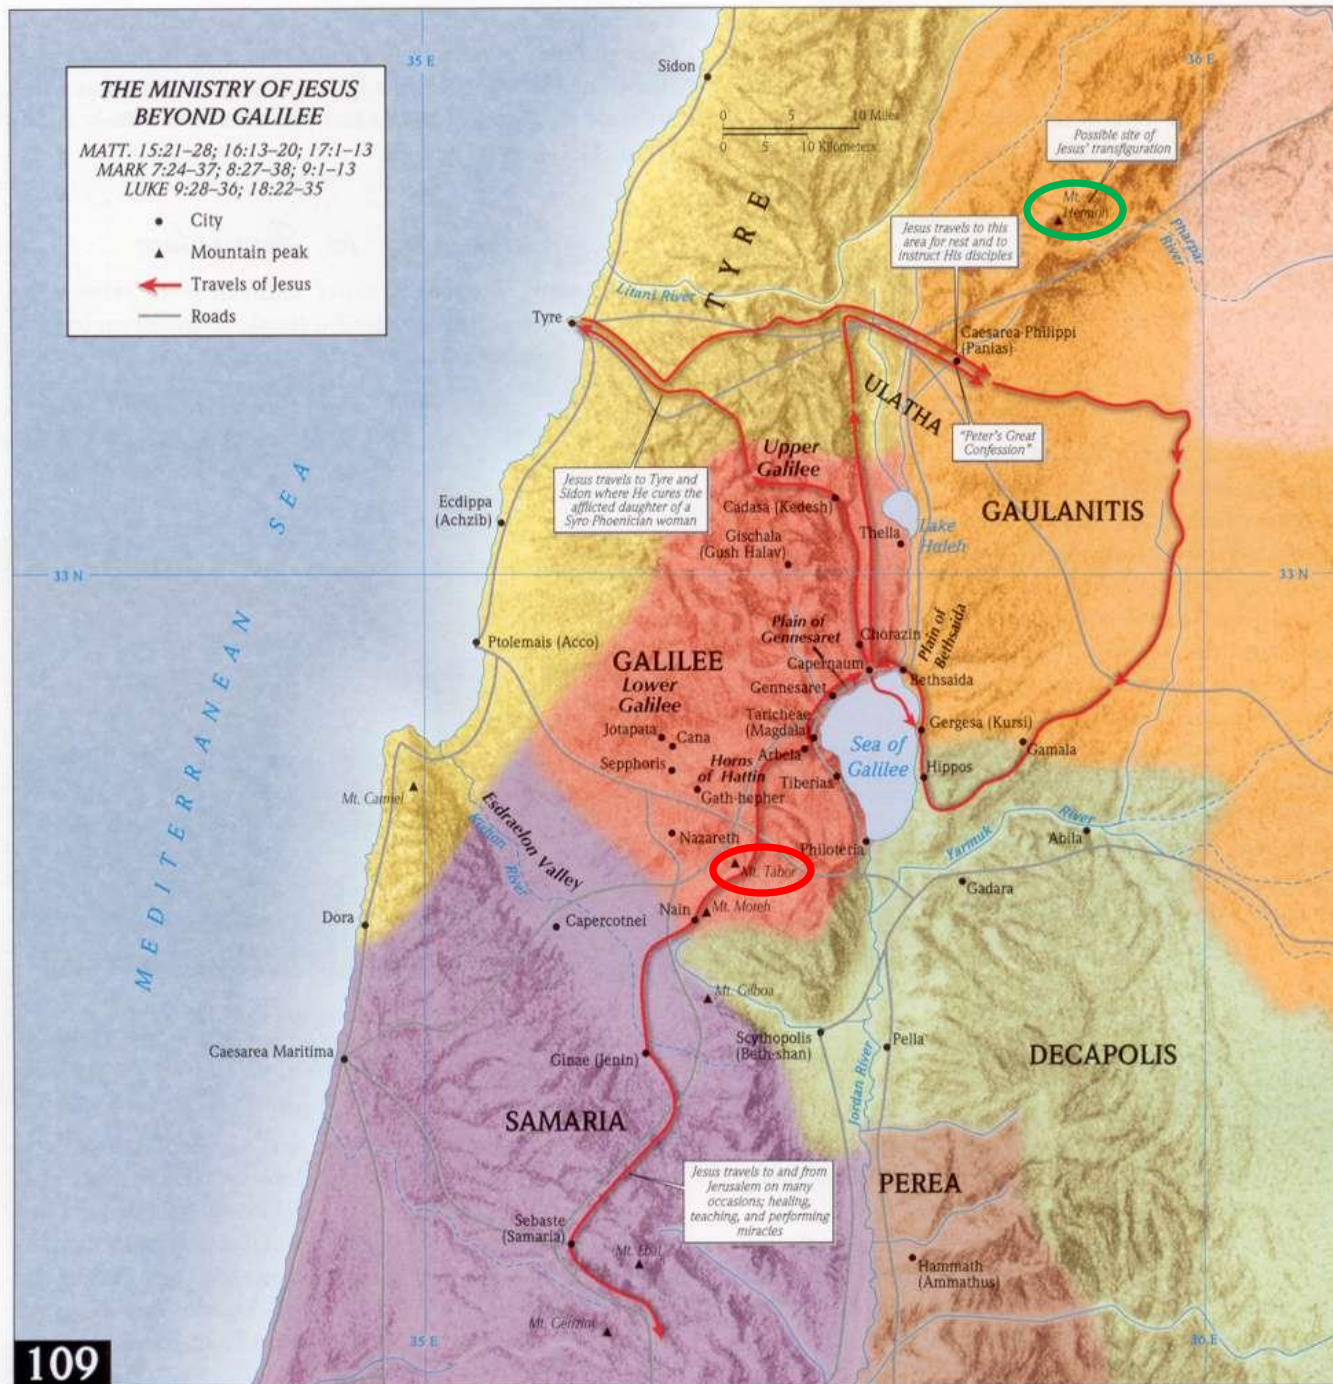 35 E
36 E
THE MINISTRY OF JESUS
BEYOND GALILEE
MATT. 15:21–28; 16:13–20; 17:1–13
MARK 7:24–37; 8:27–38; 9:1–13
LUKE 9:28–36; 18:22–35
City
Mountain peak
Travels of Jesus
Roads
Sidon
0 5 10 Miles
0 5 10 Kilometers
Possible site of
Jesus' transfiguration
Mt.
Hermon
Jesus travels to this
area for rest and to
instruct His disciples
Pharpar
River
TYRE
Litani River
Tyre
Caesarea Philippi
(Panias)
ULATHA
"Peter's Great
Confession"
Upper
Galilee
Jesus travels to Tyre and
Sidon where He cures the
afflicted daughter of a
Syro Phoenician woman
Cadasa (Kedesh)
GAULANITIS
Ecdippa
(Achzib)
Gischala
(Gush Halav)
Thella
Lake
Huleh
33 N
33 N
MEDITERRANEAN SEA
Ptolemais (Acco)
Plain of
Gennesaret
Chorazin
Plain of
Bethsaida
GALILEE
Lower
Galilee
Capernaum
Bethsaida
Gennesaret
Taricheae
(Magdala)
Gergesa (Kursi)
Jotapata
Cana
Arbela
Sea of
Galilee
Gamala
Sepphoris
Horns
of Hattin
Tiberias
Hippos
Gath-hepher
Mt. Carmel
Esdraelon Valley
Kishon
River
Nazareth
Philoteria
Yarmuk River
Abila
Mt. Tabor
Gadara
Nain
Mt. Moreh
Dora
Capercotnei
Mt. Gilboa
Scythopolis
(Beth-shan)
Pella
Caesarea Maritima
Ginae (Jenin)
Jordan River
DECAPOLIS
SAMARIA
Jesus travels to and from
Jerusalem on many
occasions; healing,
teaching, and performing
miracles
PEREA
Sebaste
(Samaria)
Mt. Ebal
Hammath
(Ammathus)
Mt. Gerizim
35 E
36 E
109